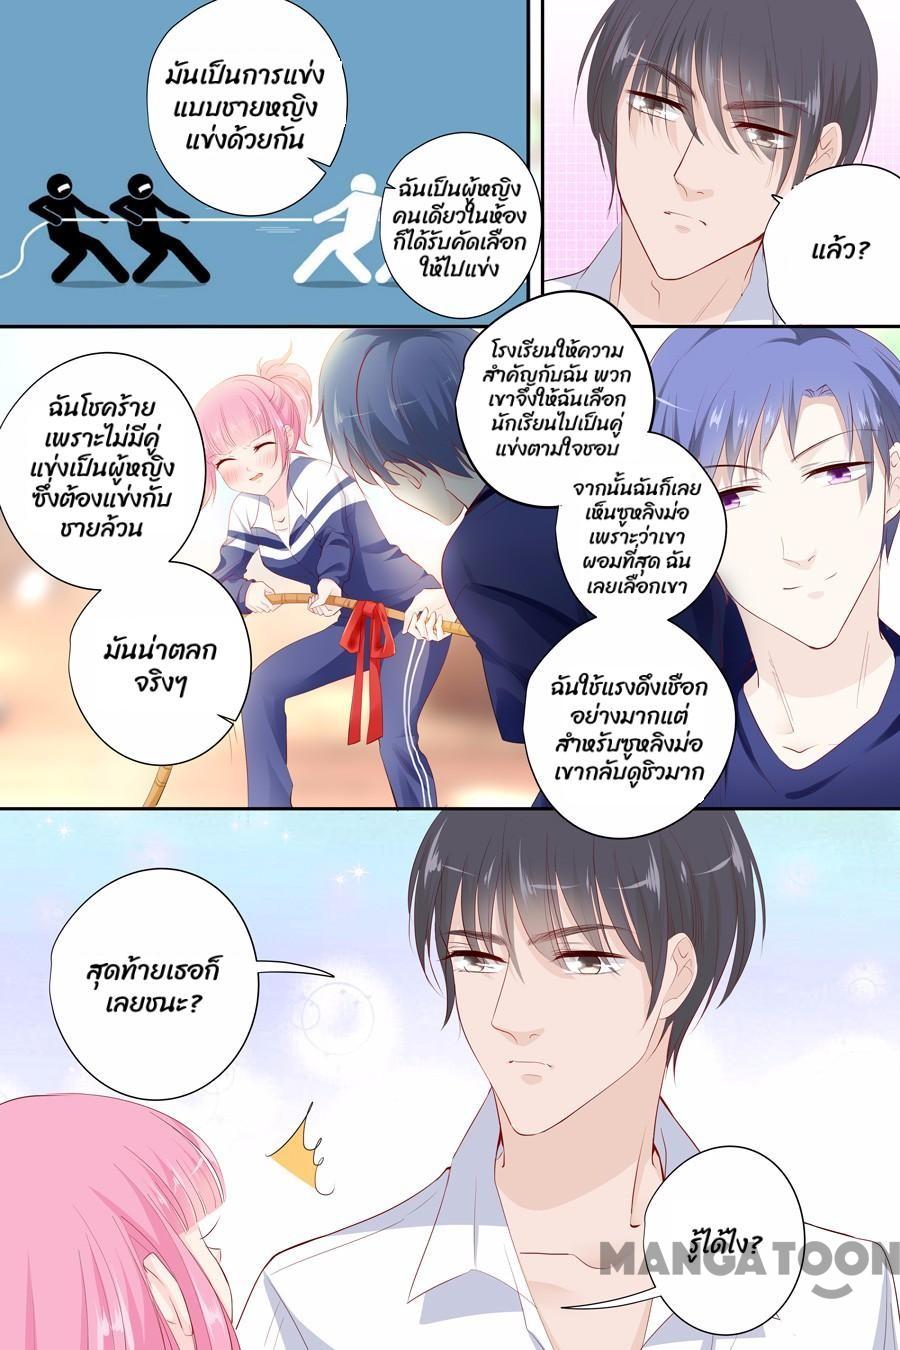 มันเป็นการแข่ง
แบบชายหญิง
แข่งด้วยกัน
ฉันเป็นผู้หญิง
คนเดียวในห้อง
ก็ได้รับคัดเลือก
ให้ไปแข่ง
แล้ว?
โรงเรียนให้ความ
สำคัญกับฉัน พวก
เขาจึงให้ฉันเลือก
นักเรียนไปเป็นคู่
แข่งตามใจชอบ
ฉันโชคร้าย
เพราะไม่มีคู่
แข่งเป็นผู้หญิง
ซึ่งต้องแข่งกับ
ชายล้วน
จากนั้นฉันก็เลย
เห็นซูหลิงม่อ
เพราะว่าเขา
ผอมที่สุด ฉัน
เลยเลือกเขา
มันน่าตลก
จริงๆ
ฉันใช้แรงดึงเชือก
อย่างมากแต่
สำหรับซูหลิงม่อ
เขากลับดูชิวมาก
สุดท้ายเธอก็
เลยชนะ?
รู้ได้ไง?
MANGATOON